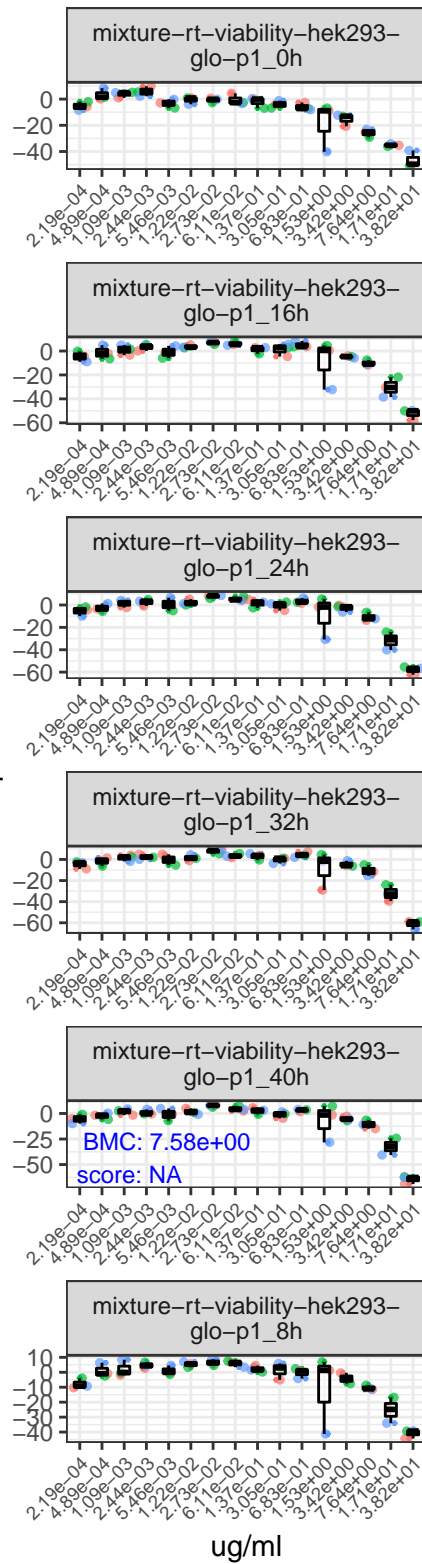 mixture−rt−viability−hek293−
glo−p1_0h
0
−20
−40
2.19e−04
4.89e−04
1.09e−03
2.44e−03
5.46e−03
1.22e−02
2.73e−02
6.11e−02
1.37e−01
3.05e−01
6.83e−01
1.53e+00
3.42e+00
7.64e+00
1.71e+01
3.82e+01
mixture−rt−viability−hek293−
glo−p1_16h
0
−20
−40
−60
2.19e−04
4.89e−04
1.09e−03
2.44e−03
5.46e−03
1.22e−02
2.73e−02
6.11e−02
1.37e−01
3.05e−01
6.83e−01
1.53e+00
3.42e+00
7.64e+00
1.71e+01
3.82e+01
mixture−rt−viability−hek293−
glo−p1_24h
0
−20
−40
−60
2.19e−04
4.89e−04
1.09e−03
2.44e−03
5.46e−03
1.22e−02
2.73e−02
6.11e−02
1.37e−01
3.05e−01
6.83e−01
1.53e+00
3.42e+00
7.64e+00
1.71e+01
3.82e+01
mixture−rt−viability−hek293−
glo−p1_32h
0
−20
−40
−60
2.19e−04
4.89e−04
1.09e−03
2.44e−03
5.46e−03
1.22e−02
2.73e−02
6.11e−02
1.37e−01
3.05e−01
6.83e−01
1.53e+00
3.42e+00
7.64e+00
1.71e+01
3.82e+01
mixture−rt−viability−hek293−
glo−p1_40h
0
−25
−50
BMC: 7.58e+00
score: NA
2.19e−04
4.89e−04
1.09e−03
2.44e−03
5.46e−03
1.22e−02
2.73e−02
6.11e−02
1.37e−01
3.05e−01
6.83e−01
1.53e+00
3.42e+00
7.64e+00
1.71e+01
3.82e+01
mixture−rt−viability−hek293−
glo−p1_8h
10
0
−10
−20
−30
−40
2.19e−04
4.89e−04
1.09e−03
2.44e−03
5.46e−03
1.22e−02
2.73e−02
6.11e−02
1.37e−01
3.05e−01
6.83e−01
1.53e+00
3.42e+00
7.64e+00
1.71e+01
3.82e+01
ug/ml